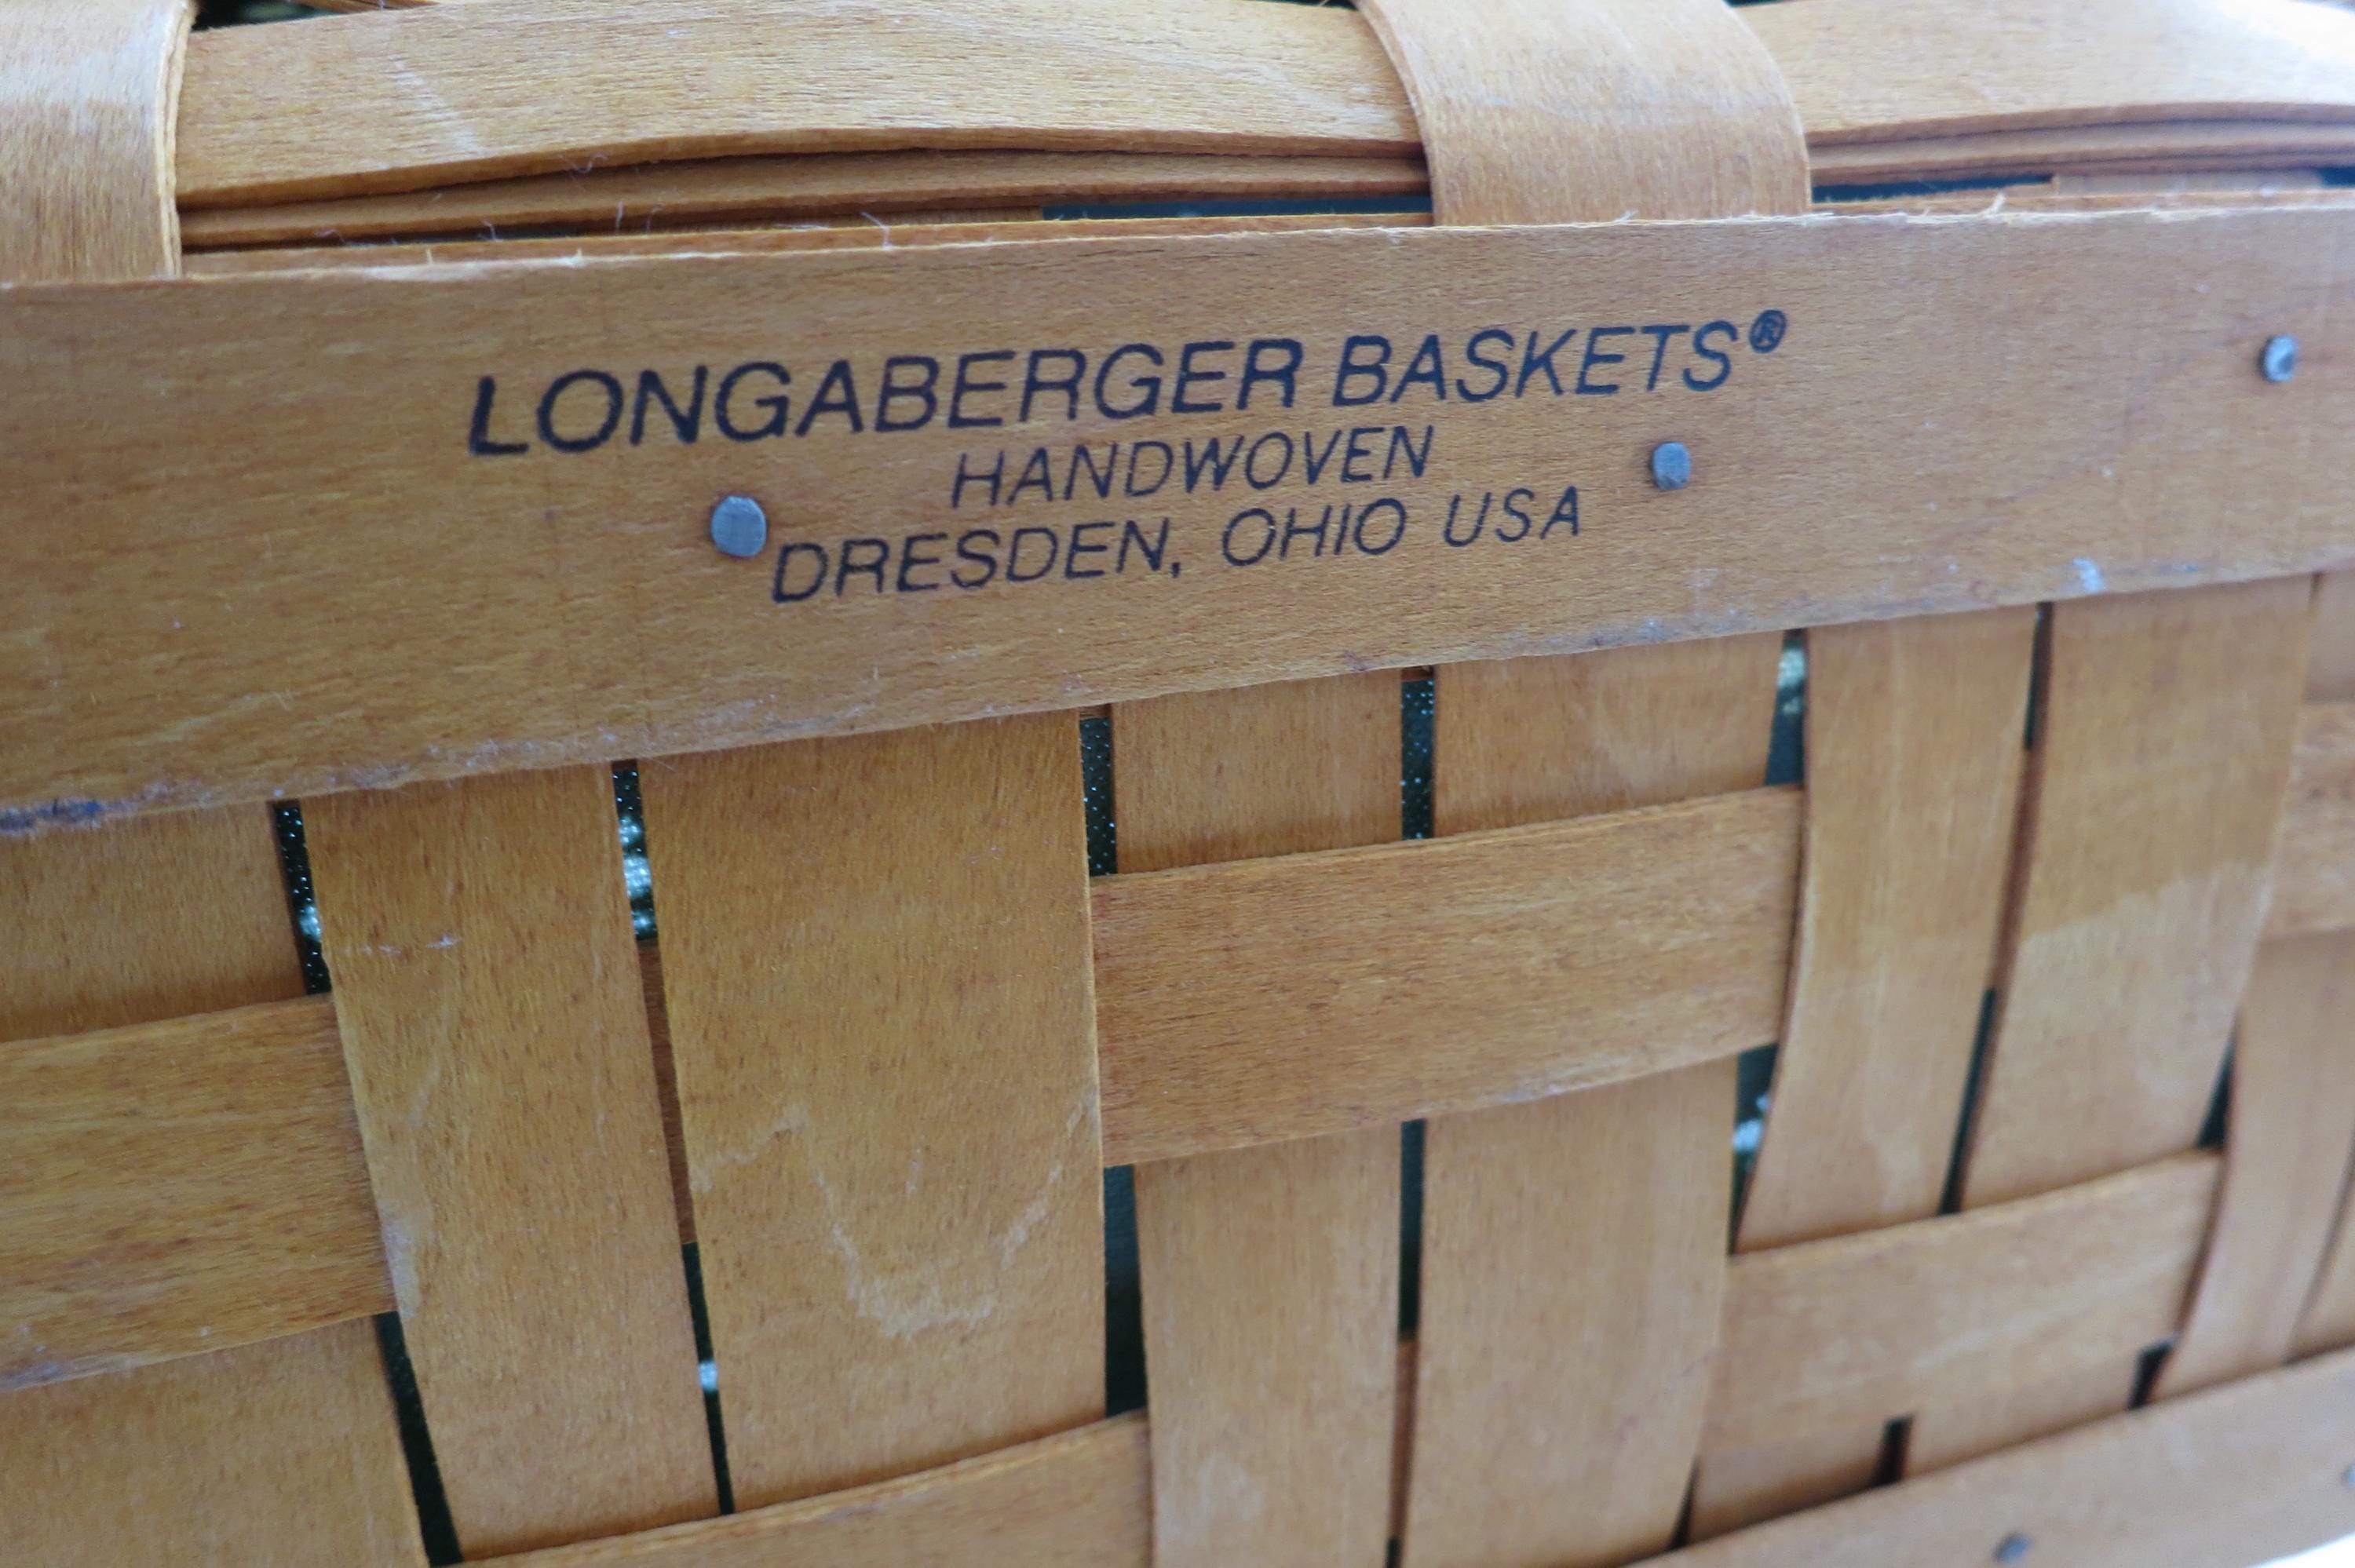 LONGABERGER BASKETS®
HANDWOVEN
DRESDEN, OHIO USA